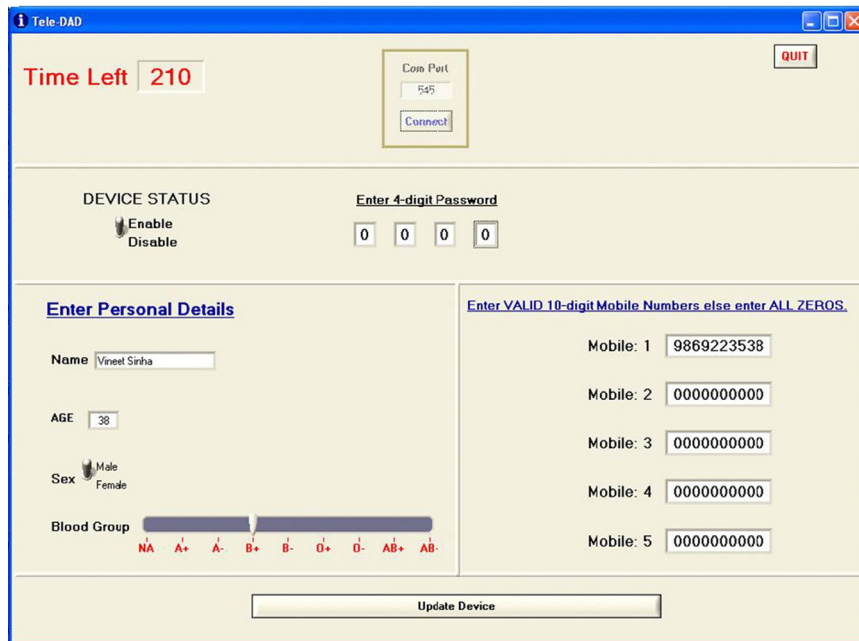 Tele-DAD
Time Left 210
Com Port
545
Connect
QUIT
DEVICE STATUS
Enable
Disable
Enter 4-digit Password
0 0 0 0
Enter Personal Details
Name Vineet Sinha
AGE 38
Sex Male
Female
Blood Group
NA A+ A- B+ B- O+ O- AB+ AB-
Enter VALID 10-digit Mobile Numbers else enter ALL ZEROS.
Mobile: 1 9869223538
Mobile: 2 0000000000
Mobile: 3 0000000000
Mobile: 4 0000000000
Mobile: 5 0000000000
Update Device